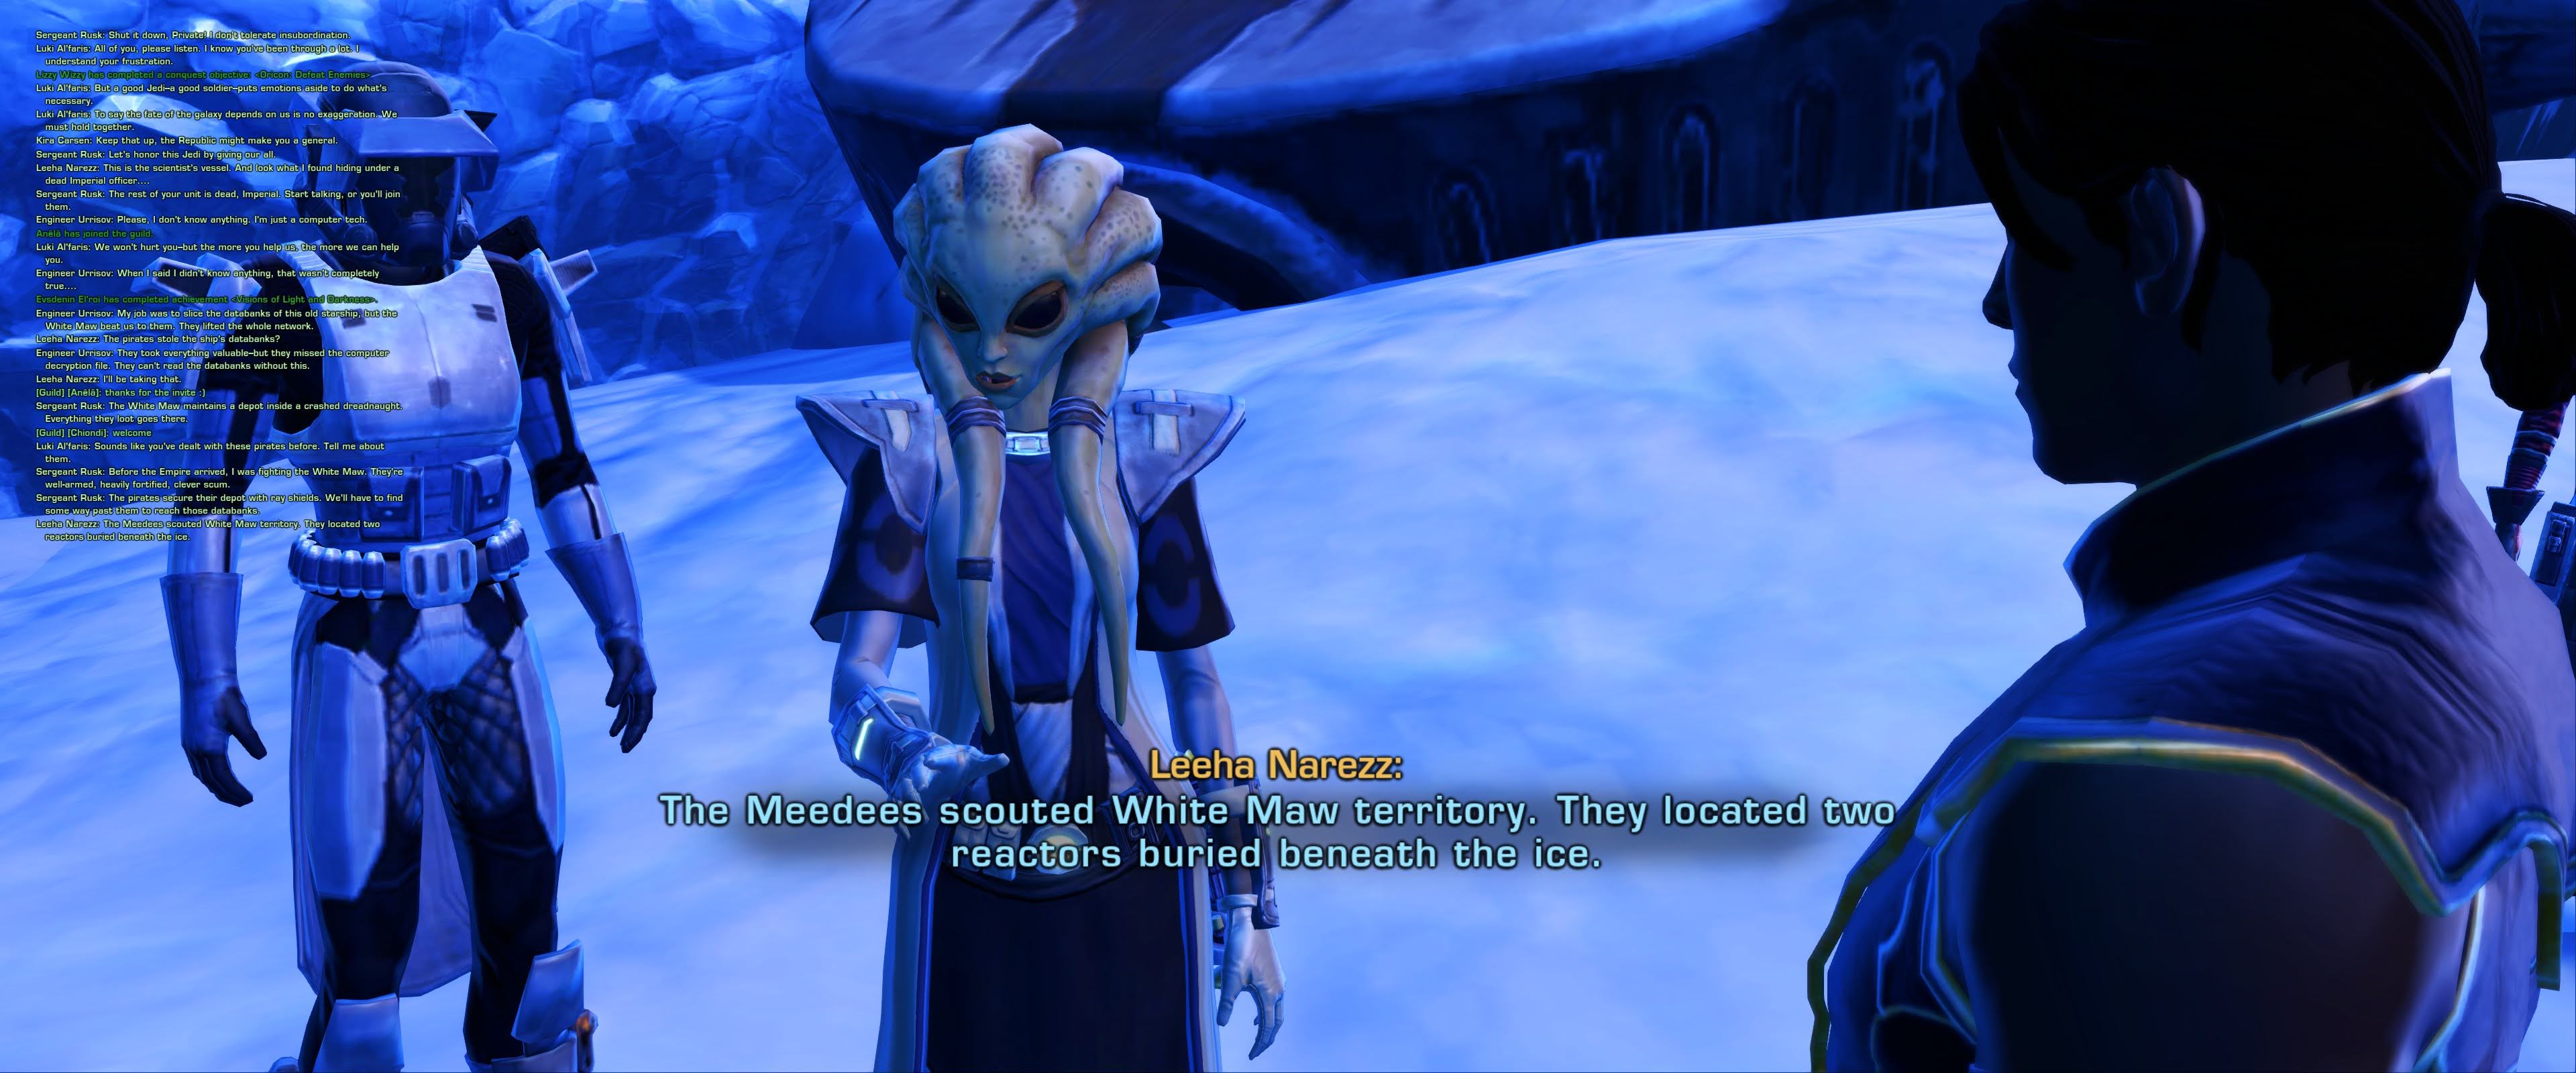 Sergeant Rusk: Shut it down, Private! I don't tolerate insubordination.
Luki Al'faris: All of you, please listen. I know you've been through a lot. I
understand your frustration.
Lizzy Wizzy has completed a conquest objective: <Oricon: Defeat Enemies>
Luki Al'faris: But a good Jedi—a good soldier—puts emotions aside to do what's
necessary.
Luki Al'faris: To say the fate of the galaxy depends on us is no exaggeration. We
must hold together.
Kira Carsen: Keep that up, the Republic might make you a general.
Sergeant Rusk: Let's honor this Jedi by giving our all.
Leeha Narezz: This is the scientist's vessel. And look what I found hiding under a
dead Imperial officer....
Sergeant Rusk: The rest of your unit is dead, Imperial. Start talking, or you'll join
them.
Engineer Urrisov: Please, I don't know anything. I'm just a computer tech.
Anêlâ has joined the guild.
Luki Al'faris: We won't hurt you—but the more you help us, the more we can help
you.
Engineer Urrisov: When I said I didn't know anything, that wasn't completely
true....
Evsdenin El'roi has completed achievement <Visions of Light and Darkness>.
Engineer Urrisov: My job was to slice the databanks of this old starship, but the
White Maw beat us to them. They lifted the whole network.
Leeha Narezz: The pirates stole the ship's databanks?
Engineer Urrisov: They took everything valuable—but they missed the computer
decryption file. They can't read the databanks without this.
Leeha Narezz: I'll be taking that.
[Guild] [Anêlâ]: thanks for the invite :)
Sergeant Rusk: The White Maw maintains a depot inside a crashed dreadnaught.
Everything they loot goes there.
[Guild] [Chiondi]: welcome
Luki Al'faris: Sounds like you've dealt with these pirates before. Tell me about
them.
Sergeant Rusk: Before the Empire arrived, I was fighting the White Maw. They're
well-armed, heavily fortified, clever scum.
Sergeant Rusk: The pirates secure their depot with ray shields. We'll have to find
some way past them to reach those databanks.
Leeha Narezz: The Meedees scouted White Maw territory. They located two
reactors buried beneath the ice.
Leeha Narezz:
The Meedees scouted White Maw territory. They located two
reactors buried beneath the ice.